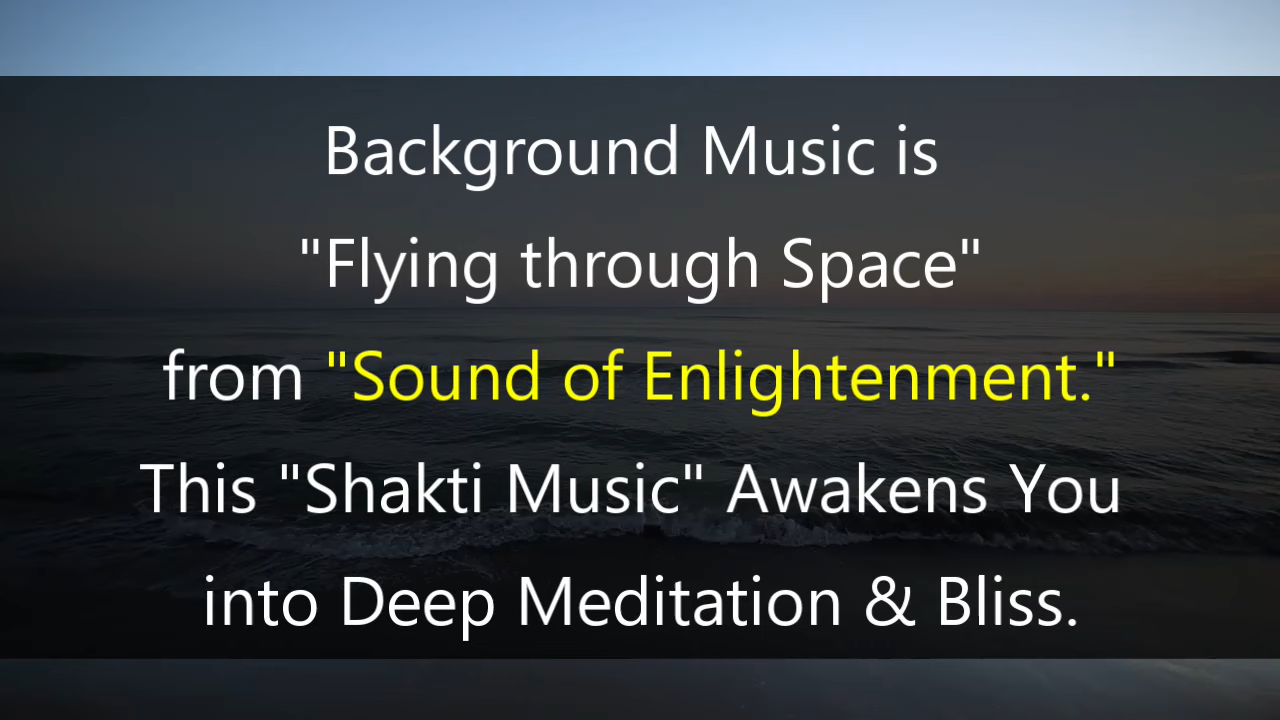 Background Music is
"Flying through Space"
from "Sound of Enlightenment."
This "Shakti Music" Awakens You
into Deep Meditation & Bliss.